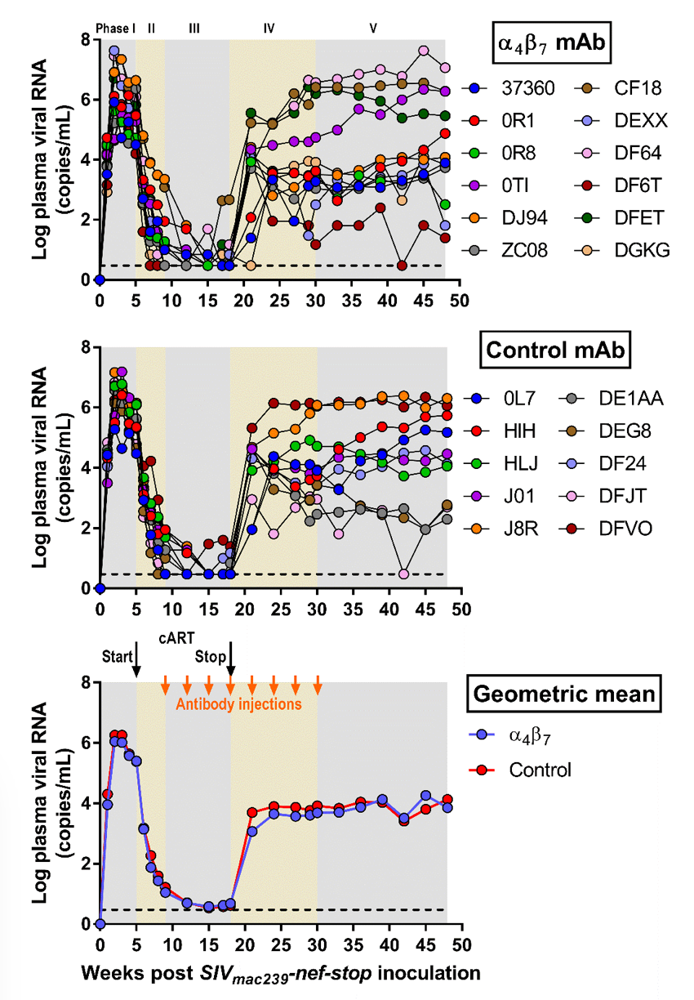 Phase I II III IV V
Log plasma viral RNA
(copies/mL)
8
6
4
2
0
0 5 10 15 20 25 30 35 40 45 50
α4β7 mAb
37360 CF18
0R1 DEXX
0R8 DF64
0TI DF6T
DJ94 DFET
ZC08 DGKG
Log plasma viral RNA
(copies/mL)
8
6
4
2
0
0 5 10 15 20 25 30 35 40 45 50
Control mAb
0L7 DE1AA
HIH DEG8
HLJ DF24
J01 DFJT
J8R DFVO
cART
Start Stop
Antibody injections
Log plasma viral RNA
(copies/mL)
8
6
4
2
0
0 5 10 15 20 25 30 35 40 45 50
Weeks post SIVmac239-nef-stop inoculation
Geometric mean
α4β7
Control